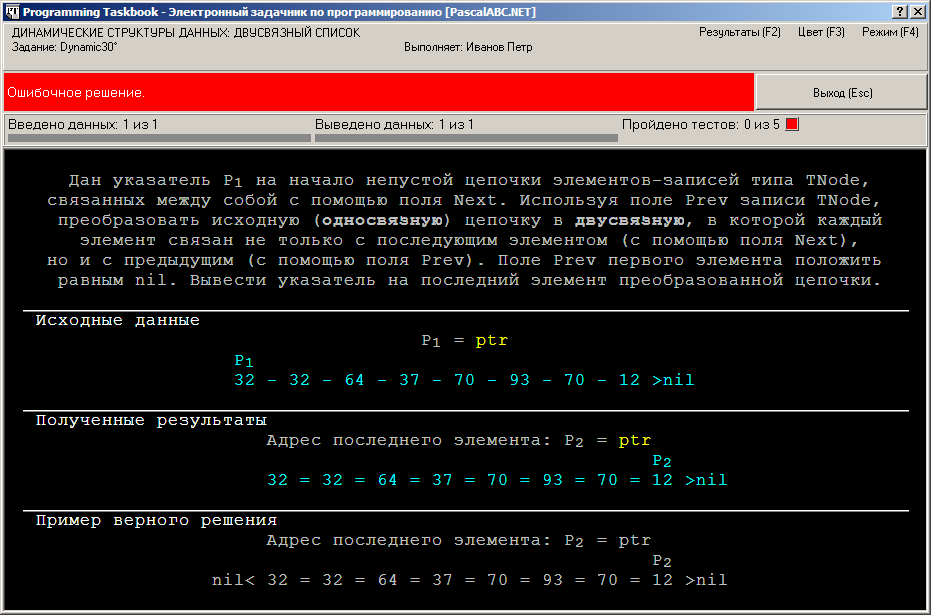 Programming Taskbook - Электронный задачник по программированию [PascalABC.NET]
ДИНАМИЧЕСКИЕ СТРУКТУРЫ ДАННЫХ: ДВУСВЯЗНЫЙ СПИСОК
Результаты (F2) Цвет (F3) Режим (F4)
Задание: Dynamic30° Выполняет: Иванов Петр
Ошибочное решение.
Выход (Esc)
Введено данных: 1 из 1 Выведено данных: 1 из 1 Пройдено тестов: 0 из 5
Дан указатель P1 на начало непустой цепочки элементов-записей типа TNode,
связанных между собой с помощью поля Next. Используя поле Prev записи TNode,
преобразовать исходную (односвязную) цепочку в двусвязную, в которой каждый
элемент связан не только с последующим элементом (с помощью поля Next),
но и с предыдущим (с помощью поля Prev). Поле Prev первого элемента положить
равным nil. Вывести указатель на последний элемент преобразованной цепочки.
Исходные данные
P1 = ptr
P1
32 - 32 - 64 - 37 - 70 - 93 - 70 - 12 >nil
Полученные результаты
Адрес последнего элемента: P2 = ptr
P2
32 = 32 = 64 = 37 = 70 = 93 = 70 = 12 >nil
Пример верного решения
Адрес последнего элемента: P2 = ptr
P2
nil< 32 = 32 = 64 = 37 = 70 = 93 = 70 = 12 >nil